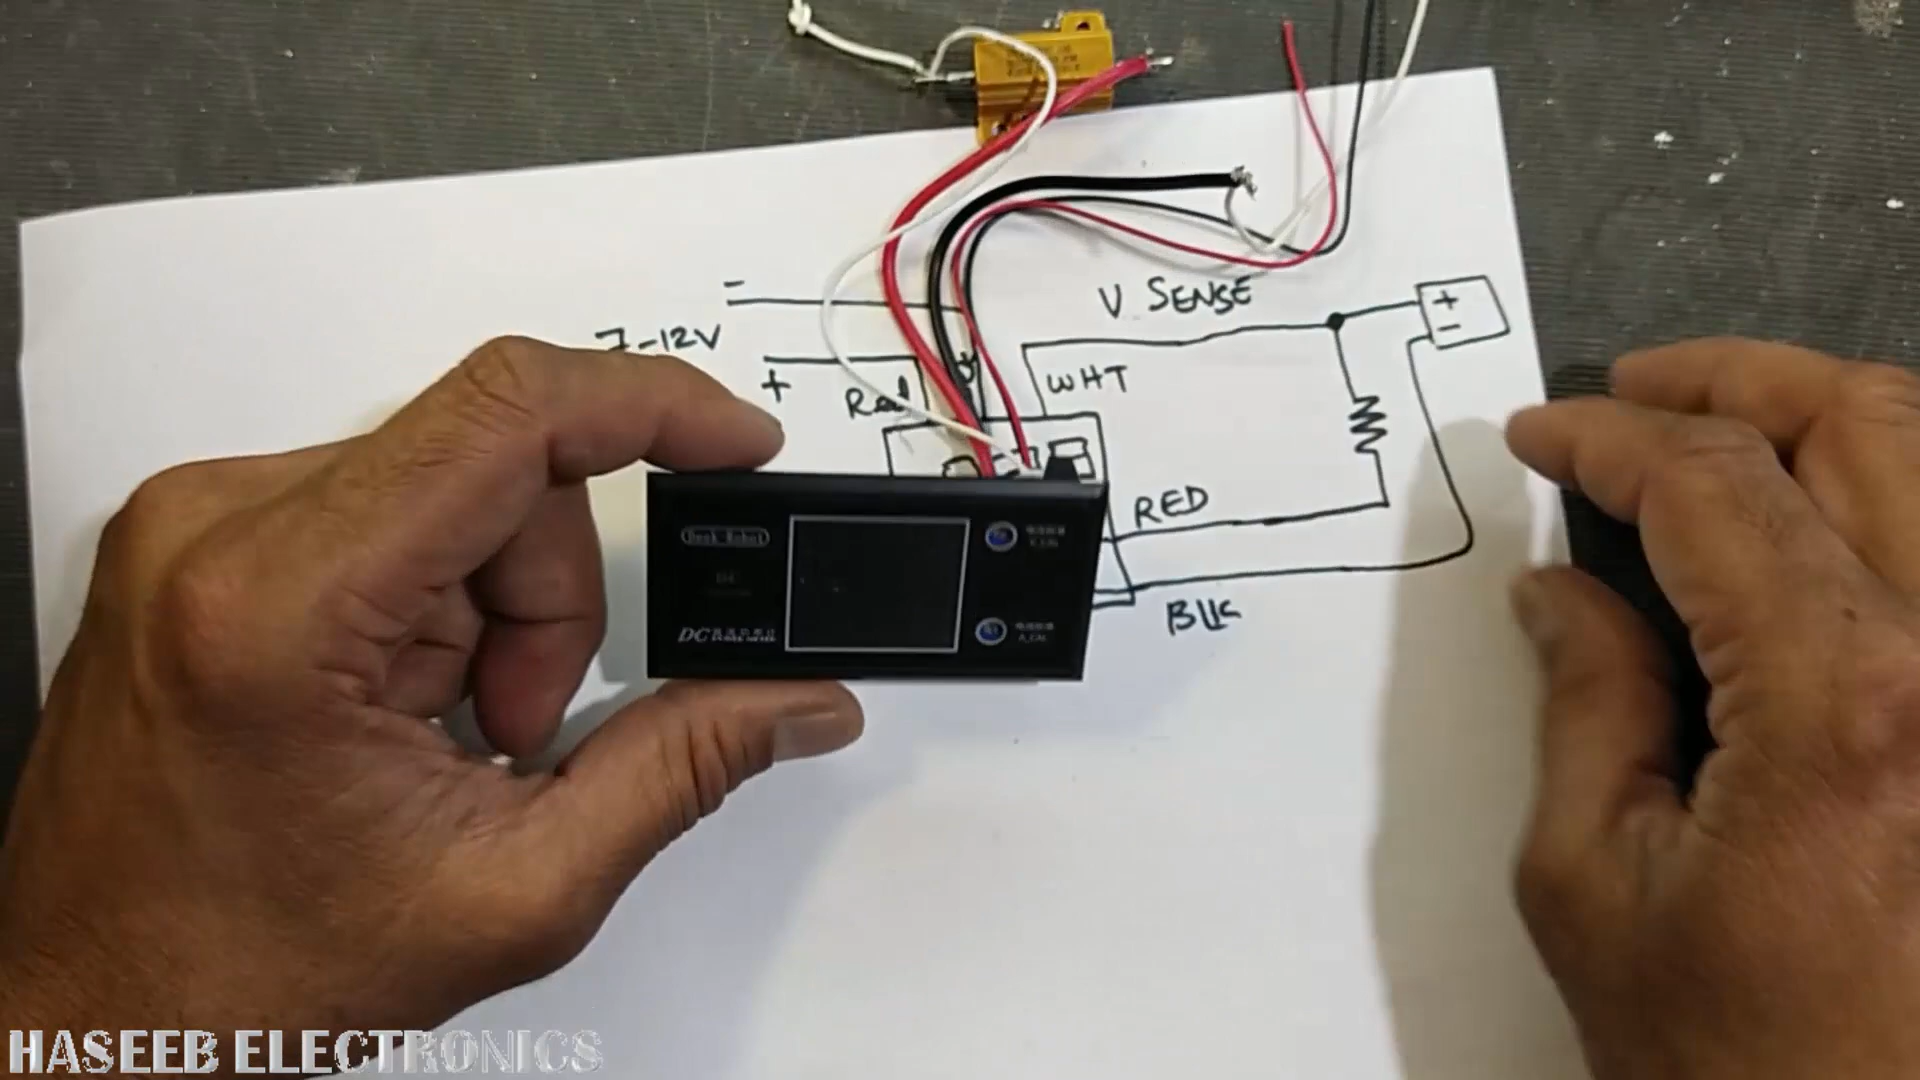 V SENSE
+
-
-
7-12V
+
Red
WHT
RED
BLK
DC
HASEEB ELECTRONICS